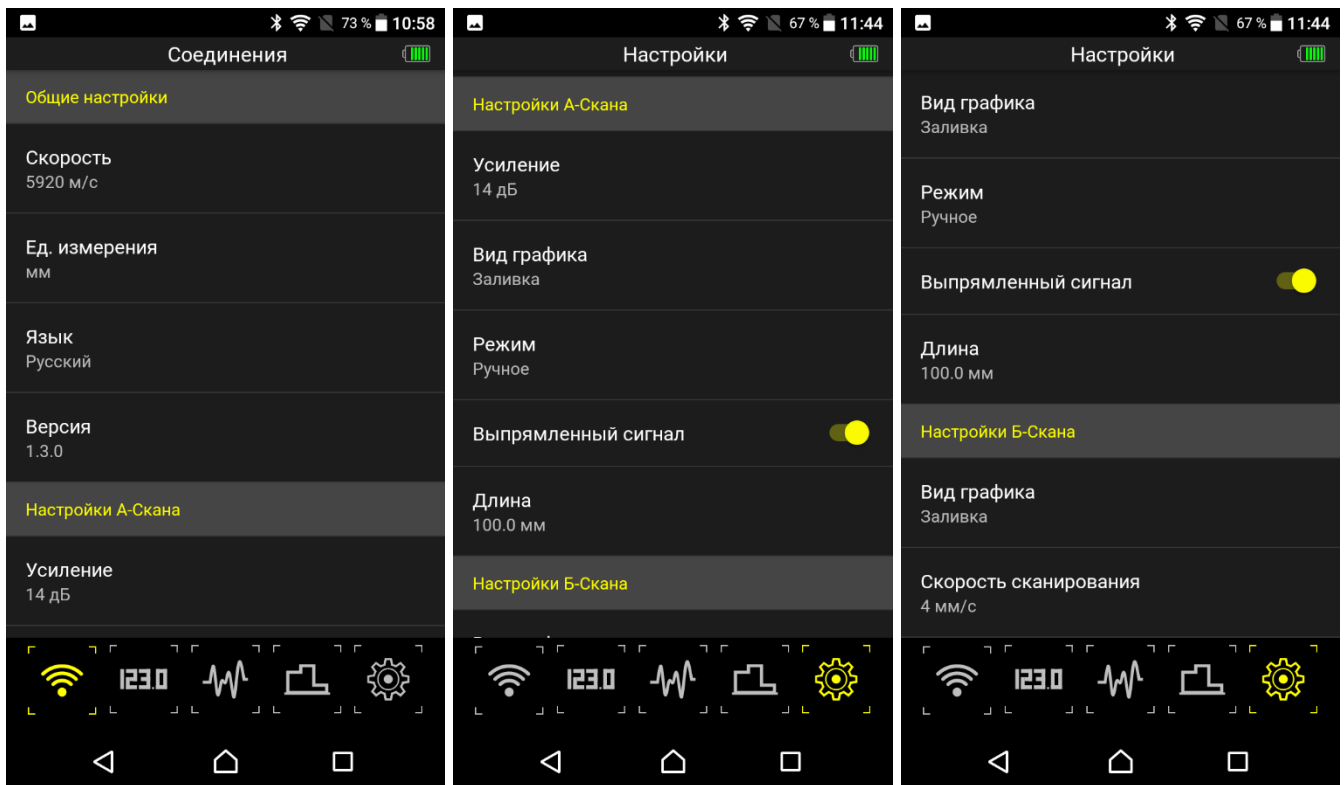 73 % 10:58
Соединения
Общие настройки
Скорость
5920 м/с
Ед. измерения
мм
Язык
Русский
Версия
1.3.0
Настройки А-Скана
Усиление
14 дБ
123.0
67 % 11:44
Настройки
Настройки А-Скана
Усиление
14 дБ
Вид графика
Заливка
Режим
Ручное
Выпрямленный сигнал
Длина
100.0 мм
Настройки Б-Скана
123.0
67 % 11:44
Настройки
Вид графика
Заливка
Режим
Ручное
Выпрямленный сигнал
Длина
100.0 мм
Настройки Б-Скана
Вид графика
Заливка
Скорость сканирования
4 мм/с
123.0